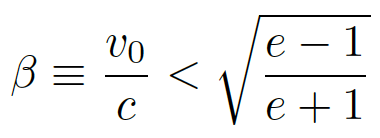 β ≡ v₀/c < √((e − 1)/(e + 1))